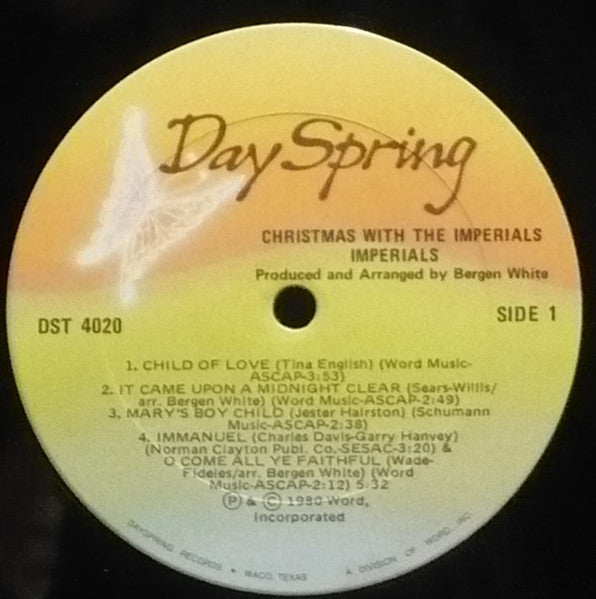 DaySpring
CHRISTMAS WITH THE IMPERIALS
IMPERIALS
Produced and Arranged by Bergen White
DST 4020
SIDE 1
1. CHILD OF LOVE (Tina English) (Word Music-
ASCAP-3:53)
2. IT CAME UPON A MIDNIGHT CLEAR (Sears-Willis/
arr. Bergen White) (Word Music-ASCAP-2:49)
3. MARY'S BOY CHILD (Jester Hairston) (Schumann
Music-ASCAP-2:38)
4. IMMANUEL (Charles Davis-Garry Hanvey)
(Norman Clayton Publ. Co.-SESAC-3:20) &
O COME ALL YE FAITHFUL (Wade-
Fideles/arr. Bergen White) (Word
Music-ASCAP-2:12) 5:32
Ⓟ & © 1980 Word,
Incorporated
DAYSPRING RECORDS • WACO, TEXAS A DIVISION OF WORD, INC.